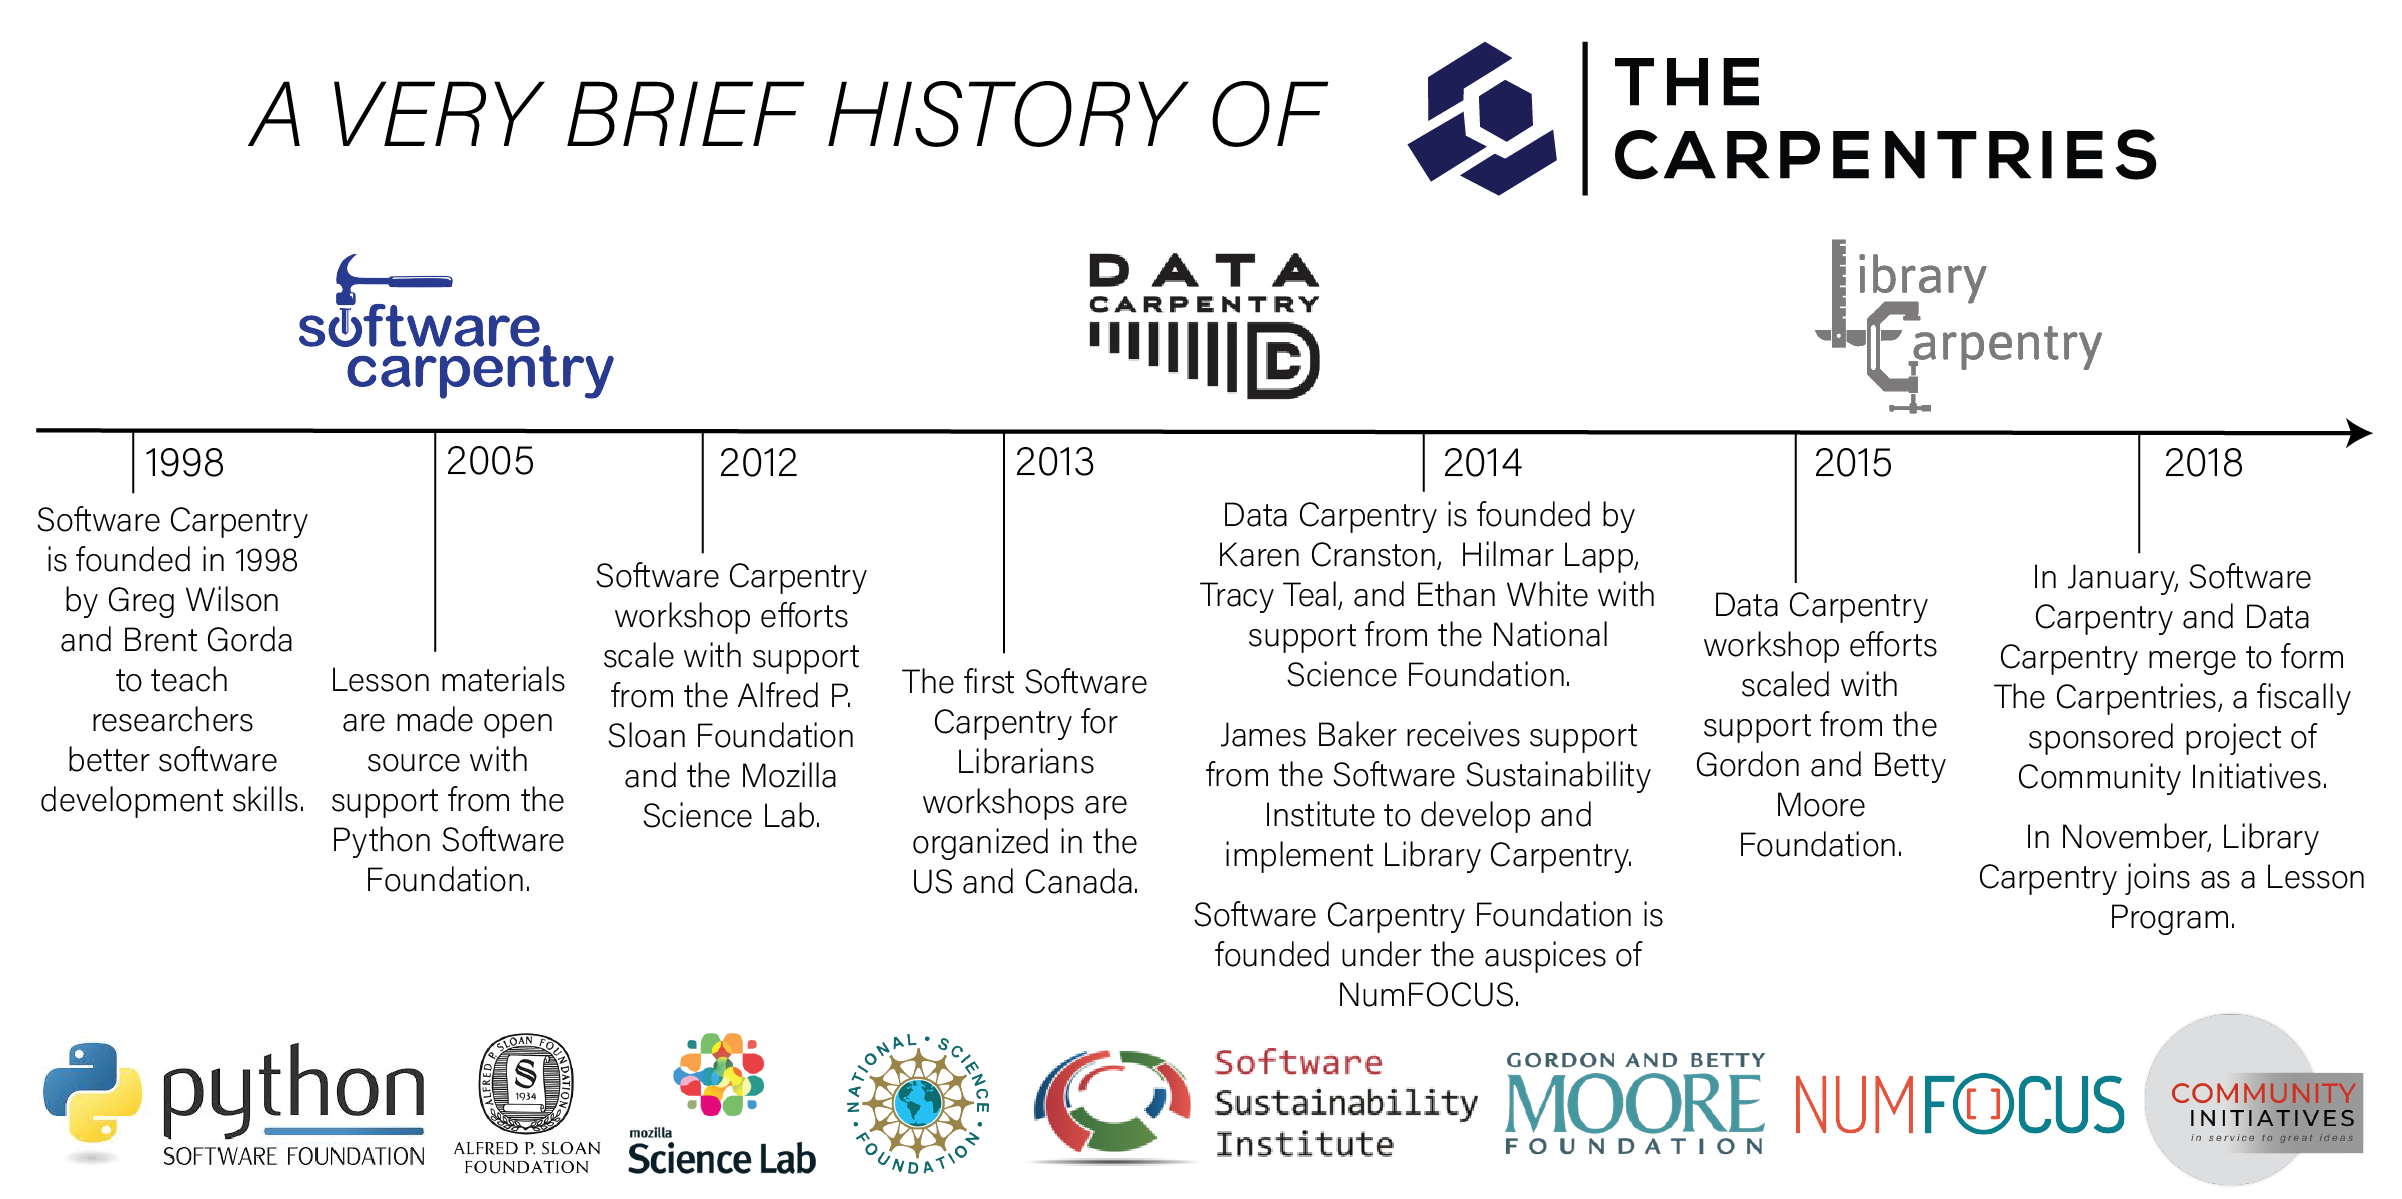 A VERY BRIEF HISTORY OF
THE
CARPENTRIES
software
carpentry
DATA
CARPENTRY
DC
Library
Carpentry
1998
Software Carpentry
is founded in 1998
by Greg Wilson
and Brent Gorda
to teach
researchers
better software
development skills.
2005
Lesson materials
are made open
source with
support from the
Python Software
Foundation.
2012
Software Carpentry
workshop efforts
scale with support
from the Alfred P.
Sloan Foundation
and the Mozilla
Science Lab.
2013
The first Software
Carpentry for
Librarians
workshops are
organized in the
US and Canada.
2014
Data Carpentry is founded by
Karen Cranston, Hilmar Lapp,
Tracy Teal, and Ethan White with
support from the National
Science Foundation.
James Baker receives support
from the Software Sustainability
Institute to develop and
implement Library Carpentry.
Software Carpentry Foundation is
founded under the auspices of
NumFOCUS.
2015
Data Carpentry
workshop efforts
scaled with
support from the
Gordon and Betty
Moore
Foundation.
2018
In January, Software
Carpentry and Data
Carpentry merge to form
The Carpentries, a fiscally
sponsored project of
Community Initiatives.
In November, Library
Carpentry joins as a Lesson
Program.
python
SOFTWARE FOUNDATION
ALFRED P. SLOAN FOUNDATION
S
1934
ALFRED P. SLOAN
FOUNDATION
mozilla
Science Lab
NATIONAL • SCIENCE • FOUNDATION •
Software
Sustainability
Institute
GORDON AND BETTY
MOORE
FOUNDATION
NUMFOCUS
COMMUNITY
INITIATIVES
in service to great ideas